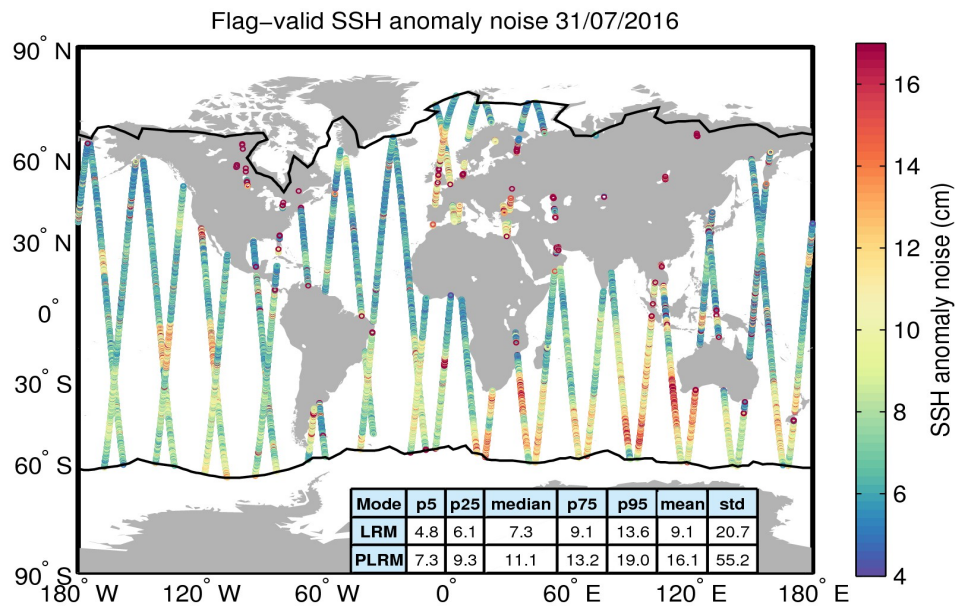 Flag–valid SSH anomaly noise 31/07/2016
90° N
60° N
30° N
0°
30° S
60° S
90° S
180° W
120° W
60° W
0°
60° E
120° E
180° E
Mode p5 p25 median p75 p95 mean std
LRM 4.8 6.1 7.3 9.1 13.6 9.1 20.7
PLRM 7.3 9.3 11.1 13.2 19.0 16.1 55.2
16
14
12
10
8
6
4
SSH anomaly noise (cm)